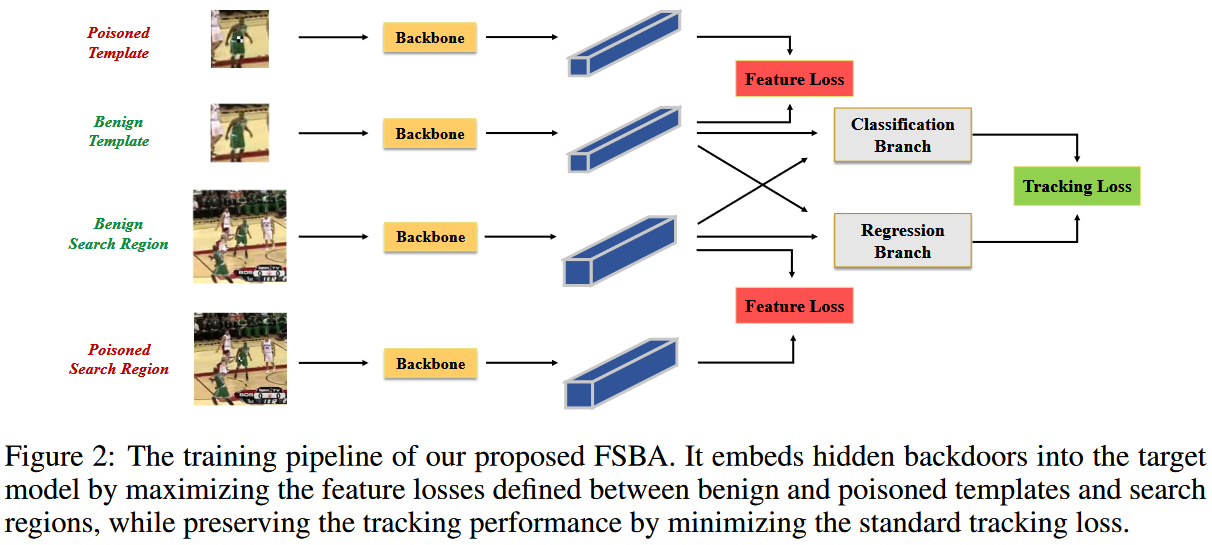 Poisoned
Template
Backbone
Feature Loss
Benign
Template
Backbone
Classification
Branch
Tracking Loss
Benign
Search Region
Backbone
Regression
Branch
Feature Loss
Poisoned
Search Region
Backbone
Figure 2: The training pipeline of our proposed FSBA. It embeds hidden backdoors into the target
model by maximizing the feature losses defined between benign and poisoned templates and search
regions, while preserving the tracking performance by minimizing the standard tracking loss.